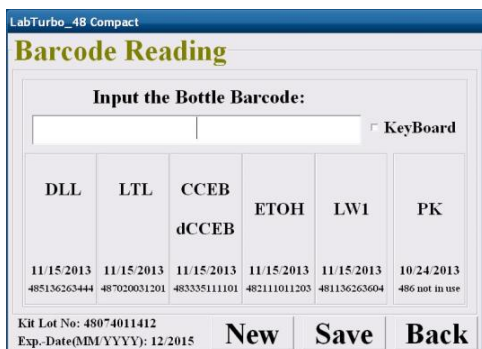 LabTurbo_48 Compact
Barcode Reading
Input the Bottle Barcode:
KeyBoard
DLL LTL CCEB dCCEB ETOH LW1 PK
11/15/2013 11/15/2013 11/15/2013 11/15/2013 11/15/2013 10/24/2013
485136263444 487020031201 483335111101 482111011203 481136263604 486 not in use
Kit Lot No: 48074011412
Exp.-Date(MM/YYYY): 12/2015
New Save Back